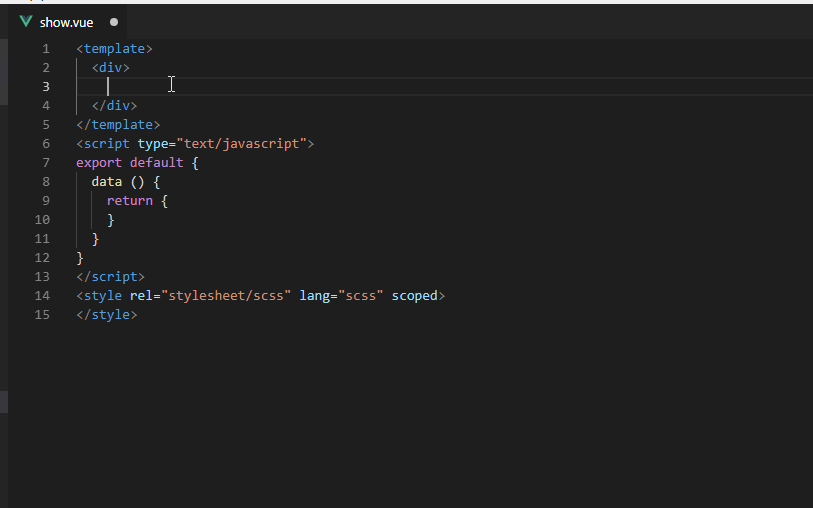 show.vue
1 <template>
2 <div>
3
4 </div>
5 </template>
6 <script type="text/javascript">
7 export default {
8 data () {
9 return {
10 }
11 }
12 }
13 </script>
14 <style rel="stylesheet/scss" lang="scss" scoped>
15 </style>